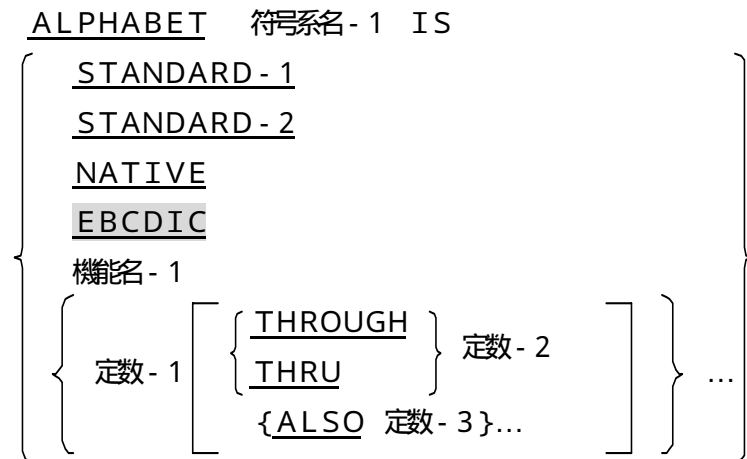 ALPHABET 符号系名-1 IS
STANDARD-1
STANDARD-2
NATIVE
EBCDIC
機能名-1
THROUGH
定数-1 定数-2 …
THRU
{ALSO 定数-3}…